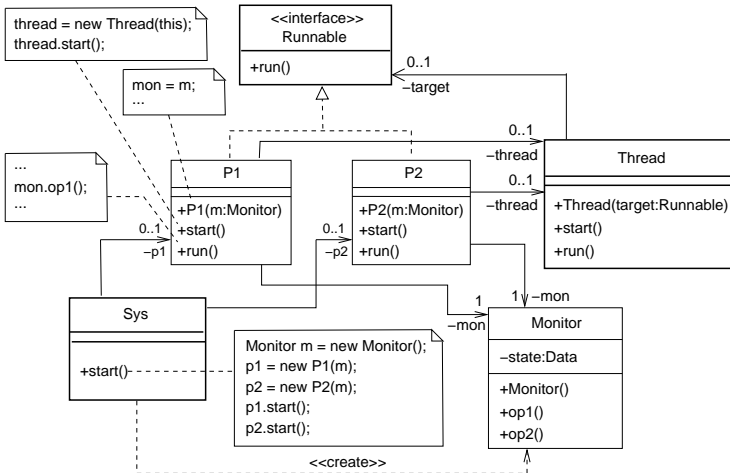 thread = new Thread(this);
thread.start();
<<interface>>
Runnable
+run()
0..1
−target
mon = m;
...
...
mon.op1();
...
P1
+P1(m:Monitor)
+start()
+run()
P2
+P2(m:Monitor)
+start()
+run()
0..1
−thread
0..1
−thread
Thread
+Thread(target:Runnable)
+start()
+run()
0..1
−p1
0..1
−p2
Sys
+start()
Monitor m = new Monitor();
p1 = new P1(m);
p2 = new P2(m);
p1.start();
p2.start();
1
−mon
1
−mon
Monitor
−state:Data
+Monitor()
+op1()
+op2()
<<create>>